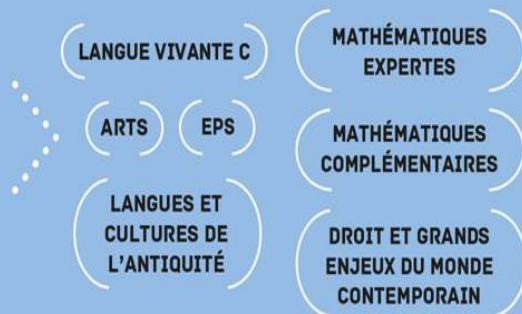 LANGUE VIVANTE C
ARTS
EPS
LANGUES ET
CULTURES DE
L'ANTIQUITÉ
MATHÉMATIQUES
EXPERTES
MATHÉMATIQUES
COMPLÉMENTAIRES
DROIT ET GRANDS
ENJEUX DU MONDE
CONTEMPORAIN